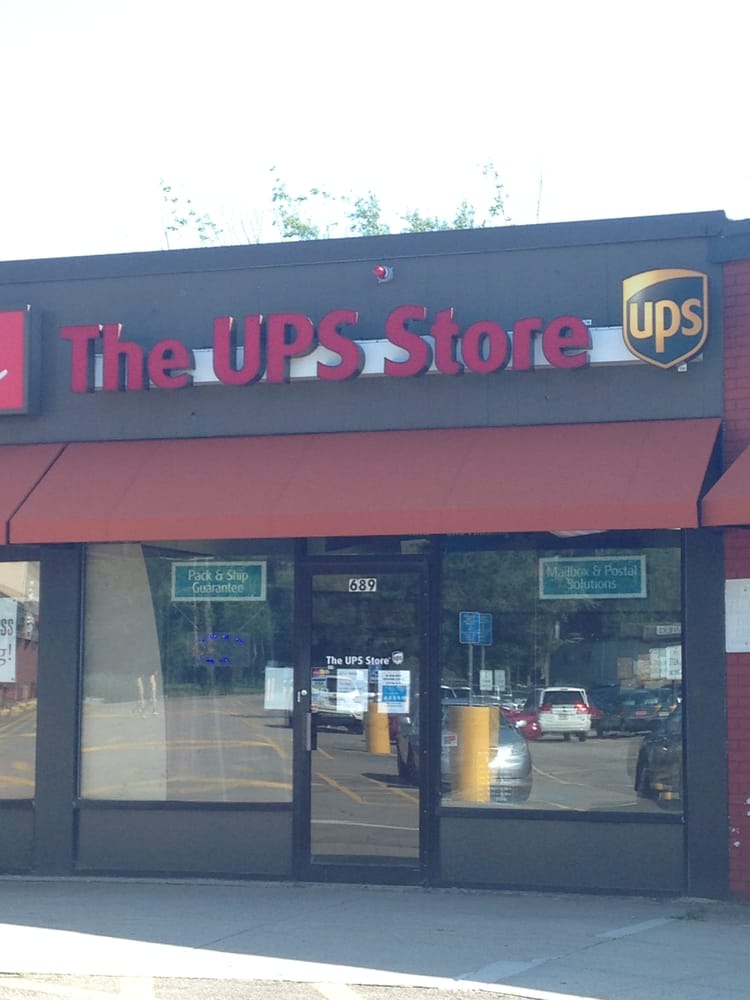 The UPS Store
ups
Pack & Ship
Guarantee
689
Mailbox & Postal
Solutions
The UPS Store